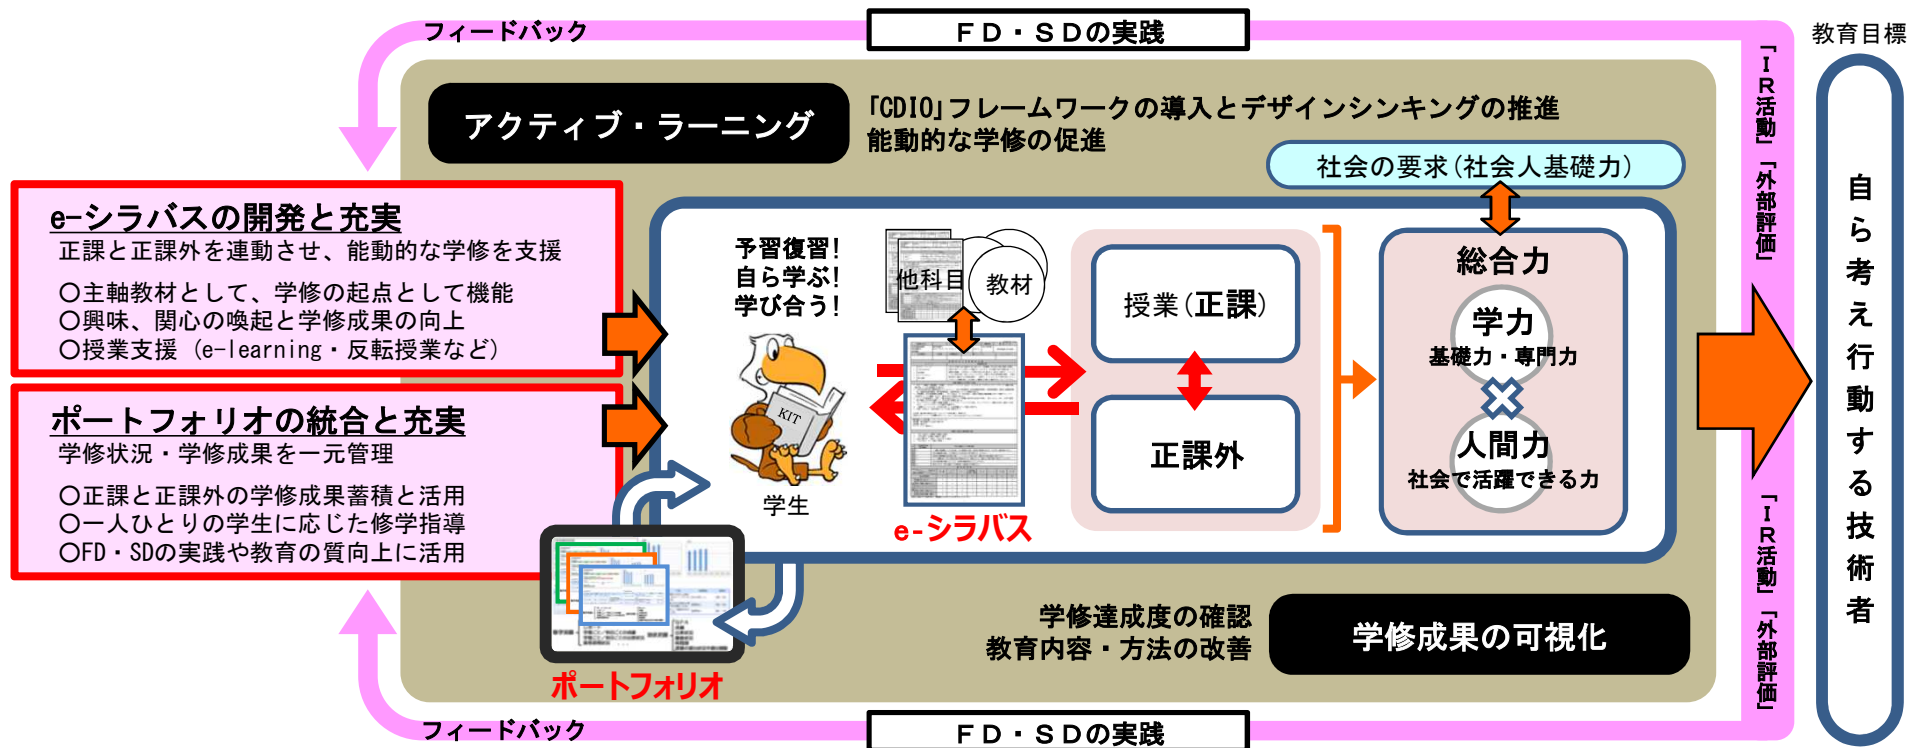 フィードバック
ＦＤ・ＳＤの実践
教育目標
アクティブ・ラーニング
「CDIO」フレームワークの導入とデザインシンキングの推進
能動的な学修の促進
社会の要求(社会人基礎力)
「IR活動」「外部評価」
自ら考え行動する技術者
e-シラバスの開発と充実
正課と正課外を連動させ、能動的な学修を支援
〇主軸教材として、学修の起点として機能
〇興味、関心の喚起と学修成果の向上
〇授業支援（e-learning・反転授業など）
ポートフォリオの統合と充実
学修状況・学修成果を一元管理
〇正課と正課外の学修成果蓄積と活用
〇一人ひとりの学生に応じた修学指導
〇FD・SDの実践や教育の質向上に活用
予習復習!
自ら学ぶ!
学び合う!
KIT
学生
他科目
教材
e-シラバス
授業(正課)
正課外
総合力
学力
基礎力・専門力
人間力
社会で活躍できる力
ポートフォリオ
学修達成度の確認
教育内容・方法の改善
学修成果の可視化
「IR活動」「外部評価」
フィードバック
ＦＤ・ＳＤの実践